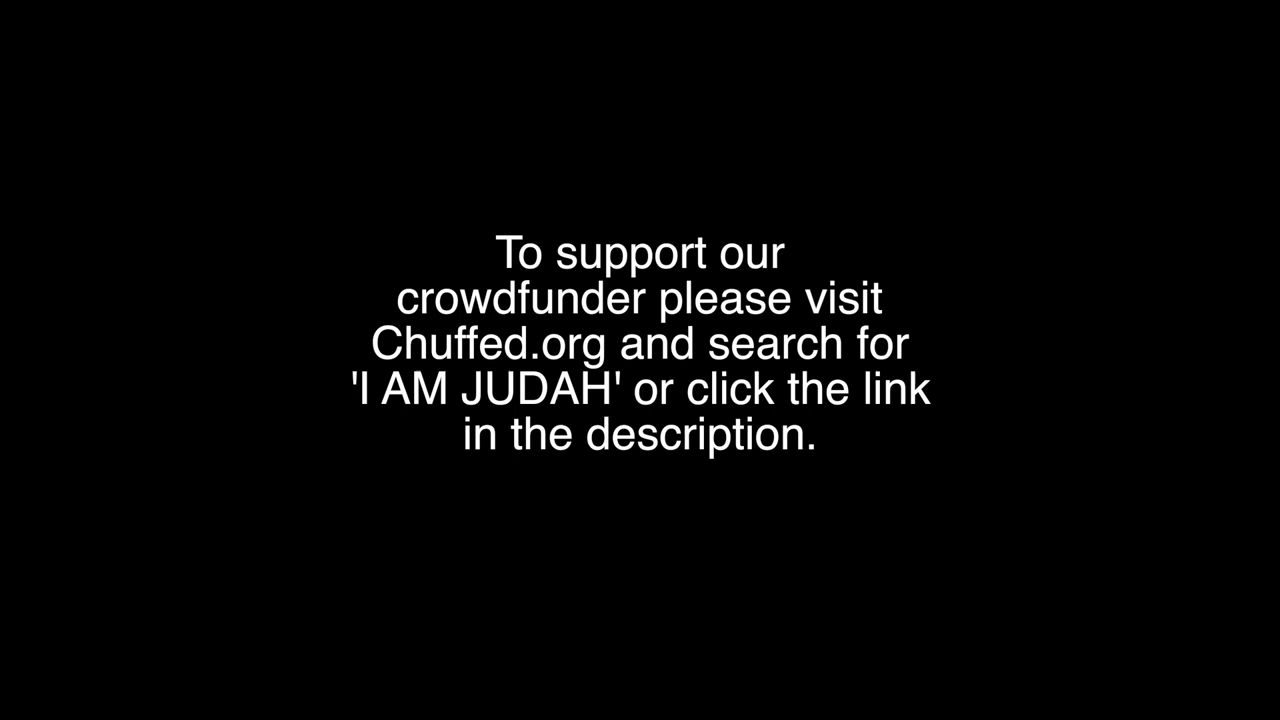 To support our
crowdfunder please visit
Chuffed.org and search for
'I AM JUDAH' or click the link
in the description.